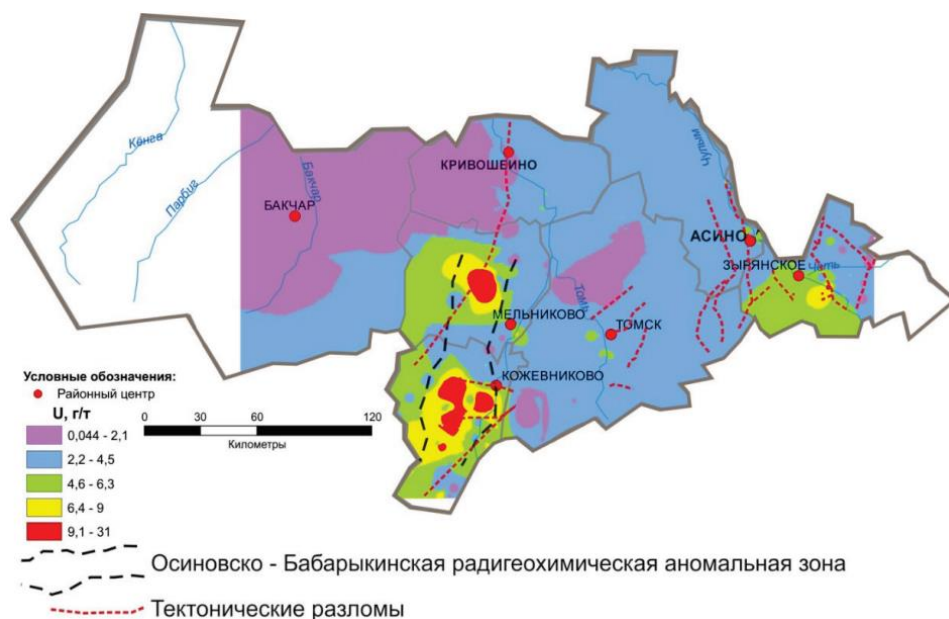 Кёнга
Парбиг
Бакчар
БАКЧАР
КРИВОШЕИНО
Чулым
АСИНО
ЗЫРЯНСКОЕ
Четь
Томь
МЕЛЬНИКОВО
ТОМСК
КОЖЕВНИКОВО
Условные обозначения:
Районный центр
U, г/т
0,044 - 2,1
2,2 - 4,5
4,6 - 6,3
6,4 - 9
9,1 - 31
0 30 60 120
Километры
Осиновско - Бабарыкинская радигеохимическая аномальная зона
Тектонические разломы